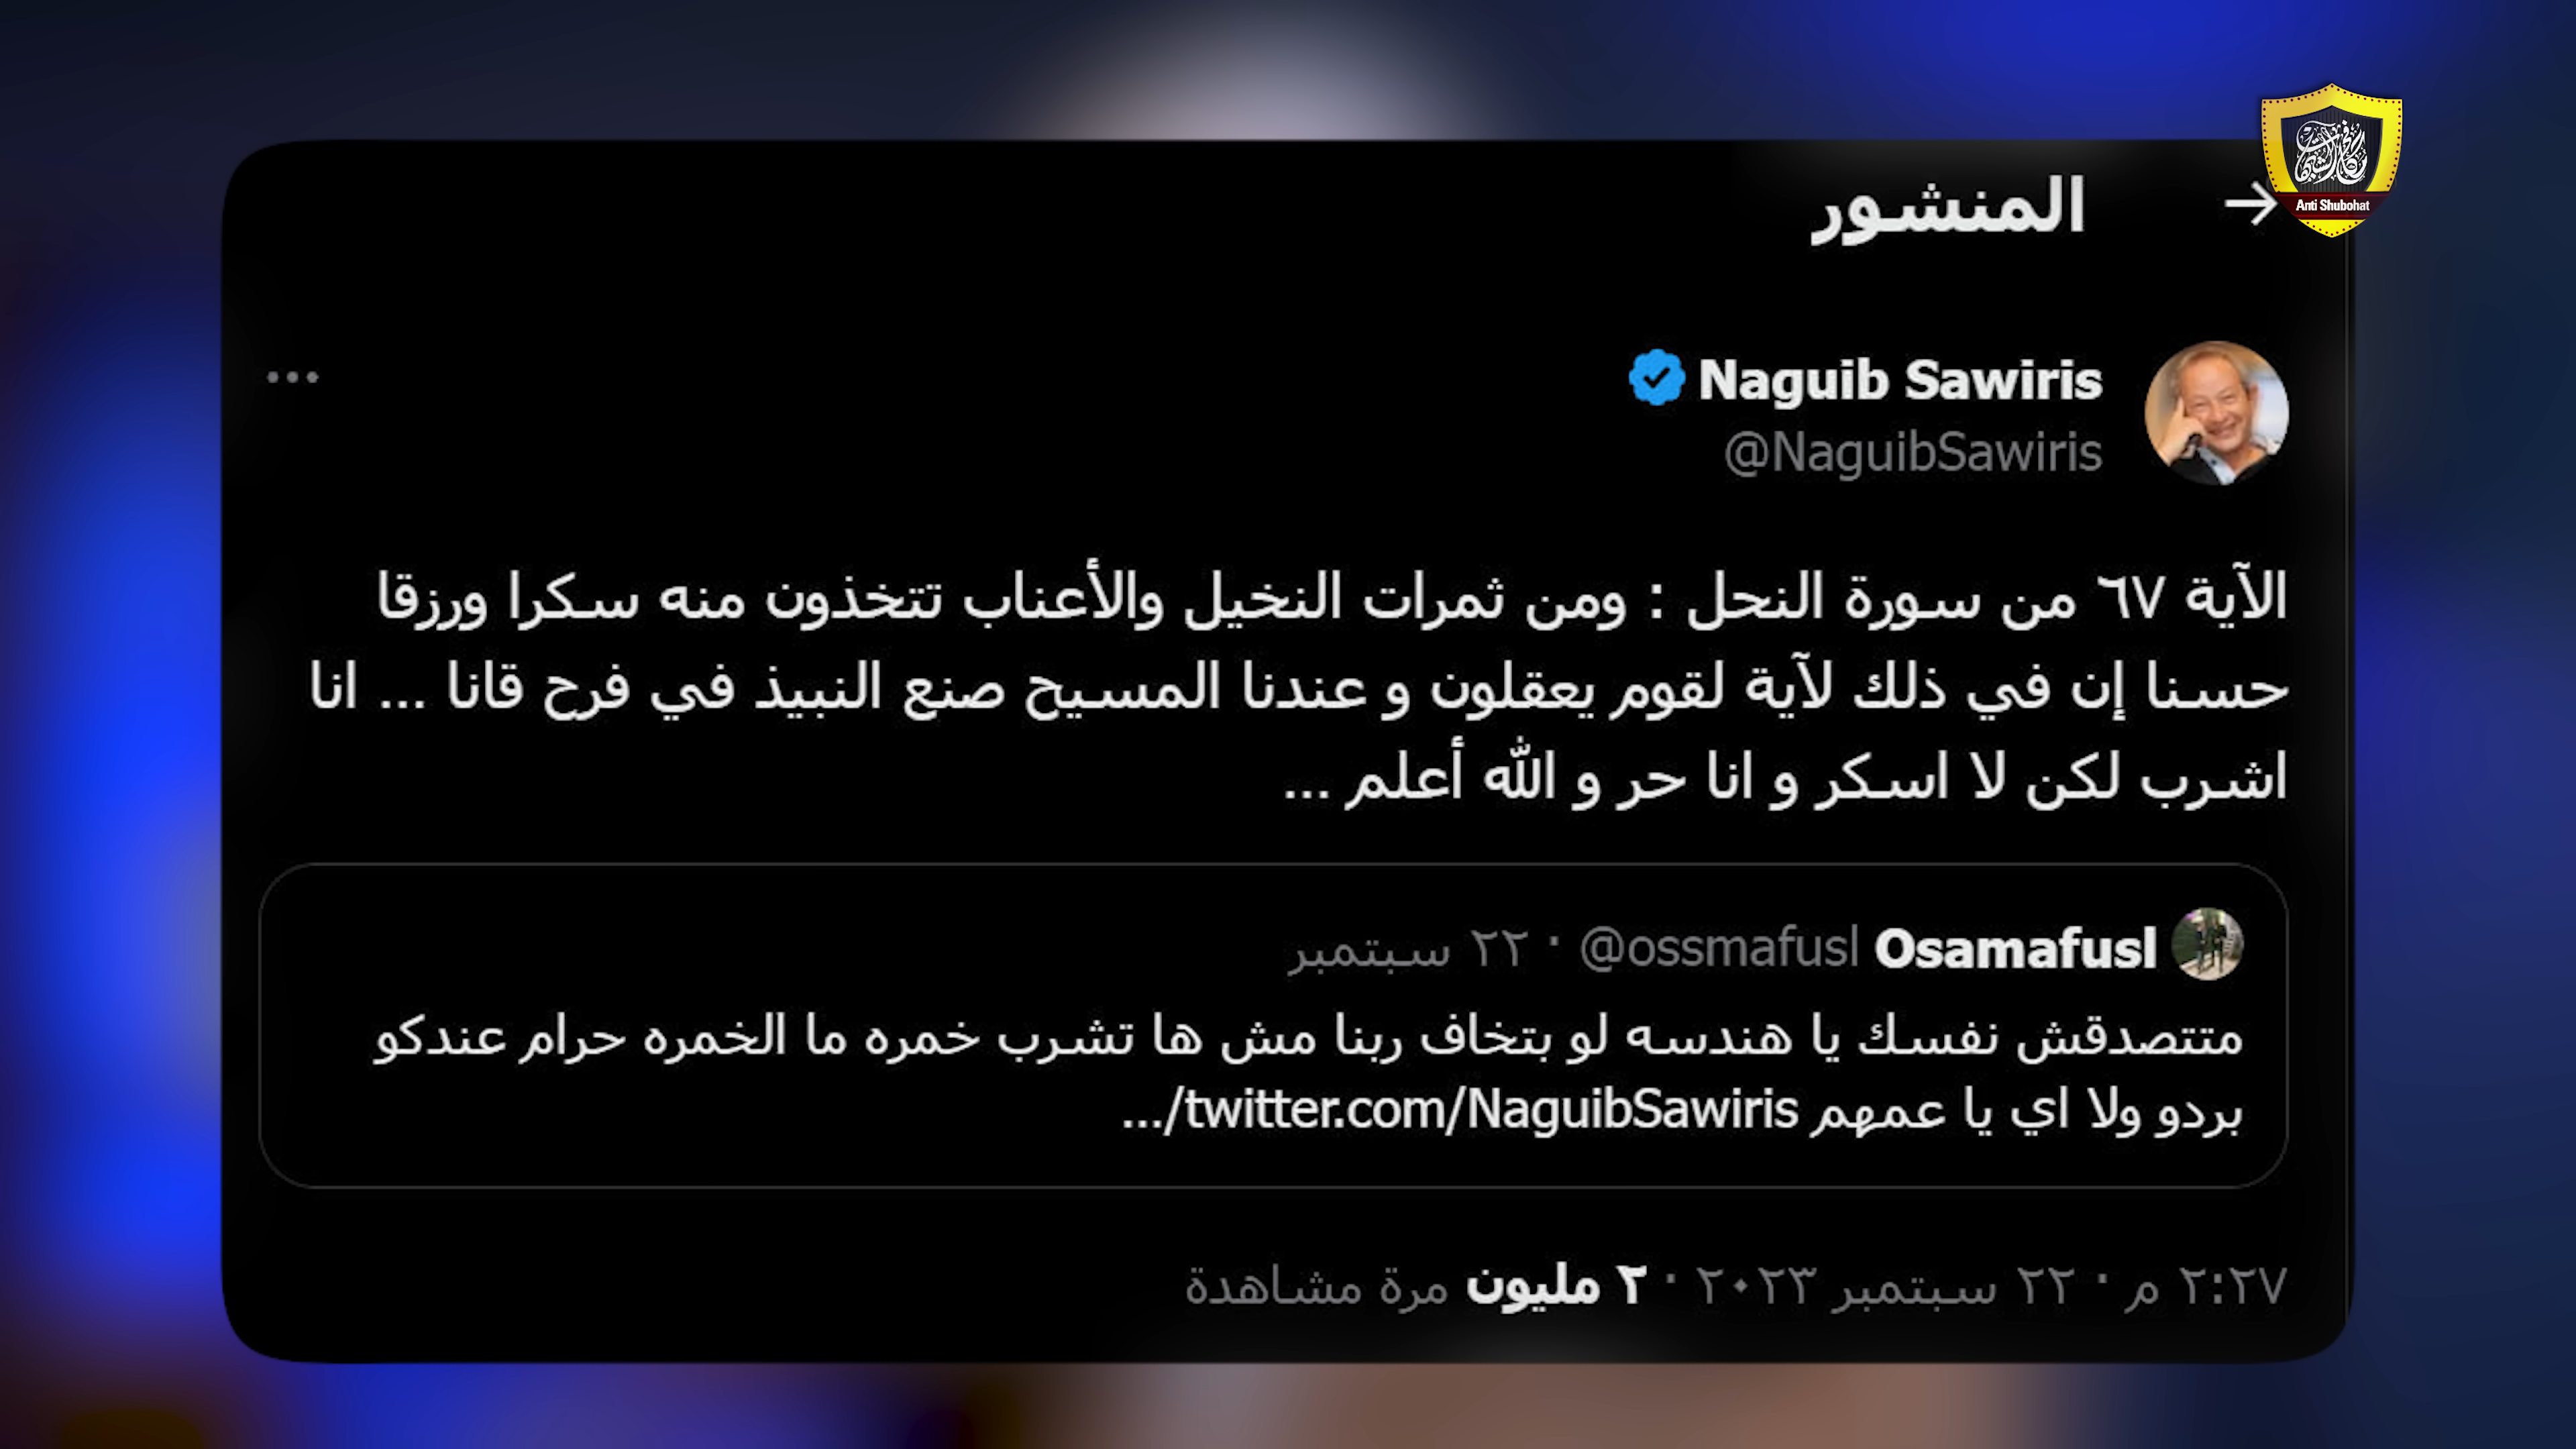 المنشور
Anti Shubohat
Naguib Sawiris
@NaguibSawiris
الآية ٦٧ من سورة النحل : ومن ثمرات النخيل والأعناب تتخذون منه سكرا ورزقا
حسنا إن في ذلك لآية لقوم يعقلون و عندنا المسيح صنع النبيذ في فرح قانا ... انا
اشرب لكن لا اسكر و انا حر و الله أعلم ...
Osamafusl @ossmafusl · ٢٢ سبتمبر
متتصدقش نفسك يا هندسه لو بتخاف ربنا مش ها تشرب خمره ما الخمره حرام عندكو
بردو ولا اي يا عمهم twitter.com/NaguibSawiris/...
٢:٢٧ م · ٢٢ سبتمبر ٢٠٢٣ · ٢ مليون مرة مشاهدة